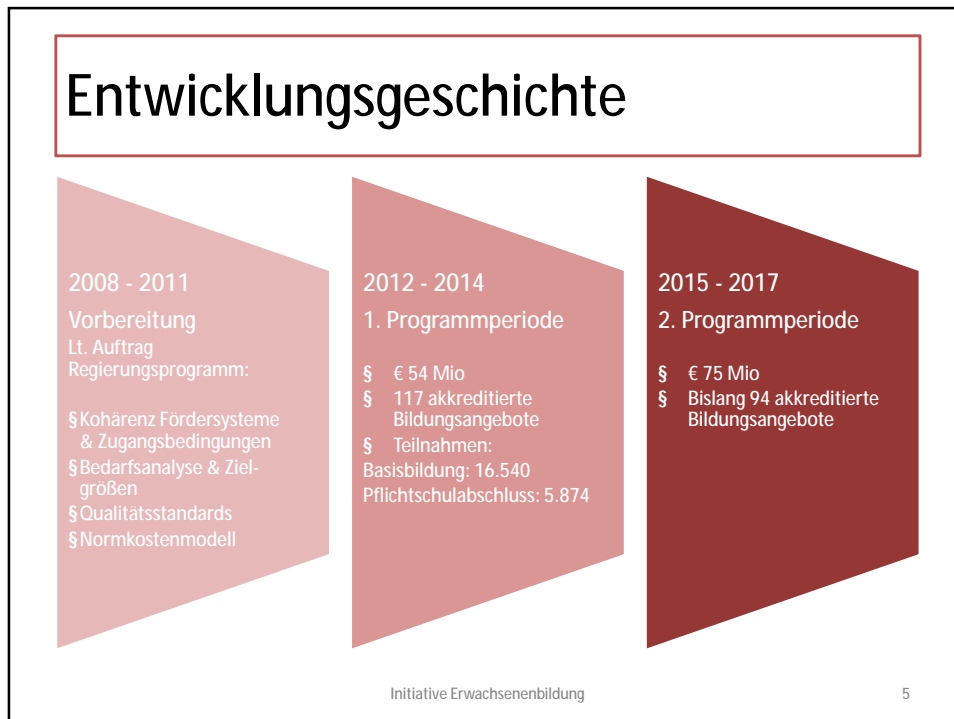 Entwicklungsgeschichte
2008 - 2011
Vorbereitung
Lt. Auftrag
Regierungsprogramm:
§ Kohärenz Fördersysteme
& Zugangsbedingungen
§ Bedarfsanalyse & Ziel-
größen
§ Qualitätsstandards
§ Normkostenmodell
2012 - 2014
1. Programmperiode
§ € 54 Mio
§ 117 akkreditierte
Bildungsangebote
§ Teilnahmen:
Basisbildung: 16.540
Pflichtschulabschluss: 5.874
2015 - 2017
2. Programmperiode
§ € 75 Mio
§ Bislang 94 akkreditierte
Bildungsangebote
Initiative Erwachsenenbildung
5